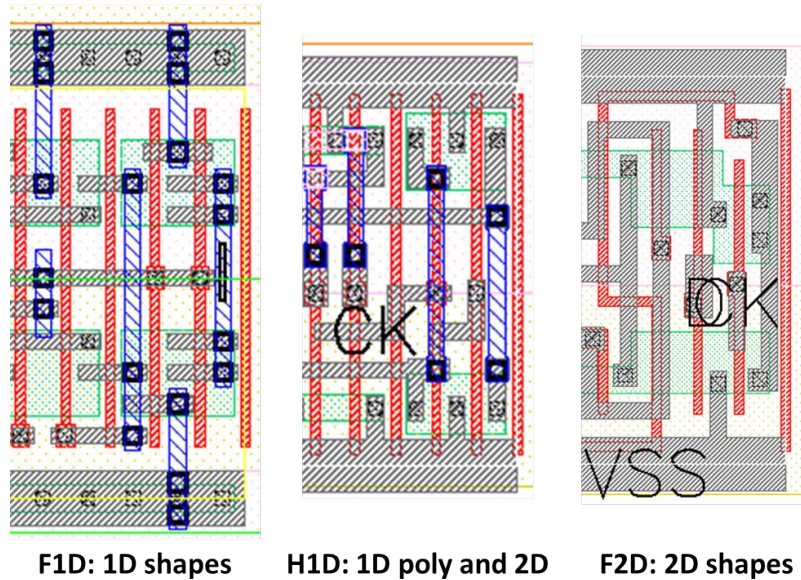 CK
DCK
VSS
F1D: 1D shapes
H1D: 1D poly and 2D
F2D: 2D shapes